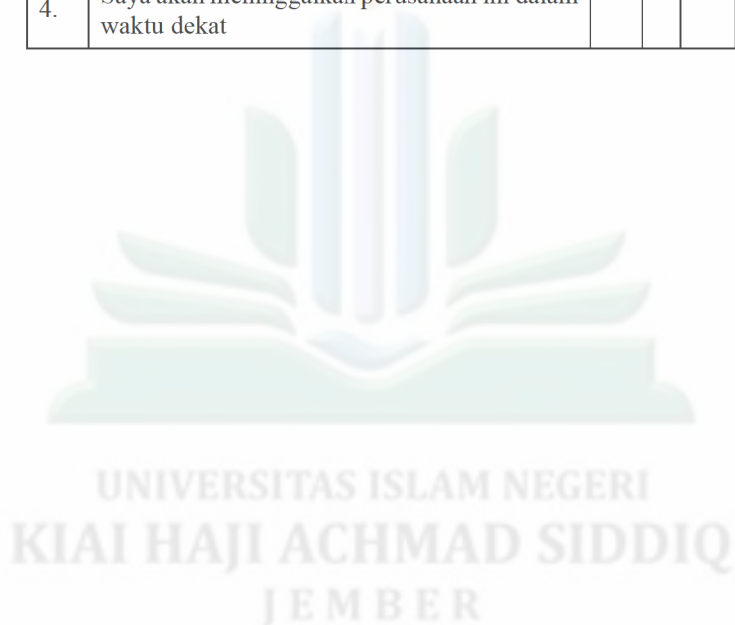 4. Saya akan meninggalkan perusahaan ini dalam
waktu dekat
UNIVERSITAS ISLAM NEGERI
KIAI HAJI ACHMAD SIDDIQ
JEMBER